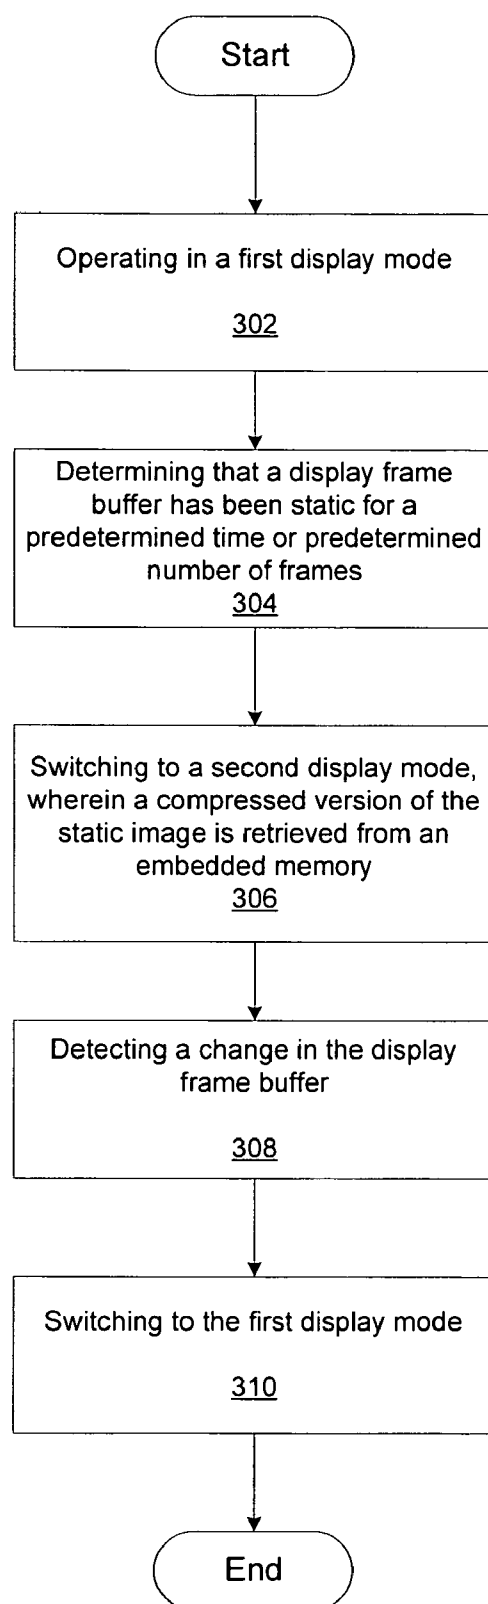 Start
Operating in a first display mode
302
Determining that a display frame
buffer has been static for a
predetermined time or predetermined
number of frames
304
Switching to a second display mode,
wherein a compressed version of the
static image is retrieved from an
embedded memory
306
Detecting a change in the display
frame buffer
308
Switching to the first display mode
310
End